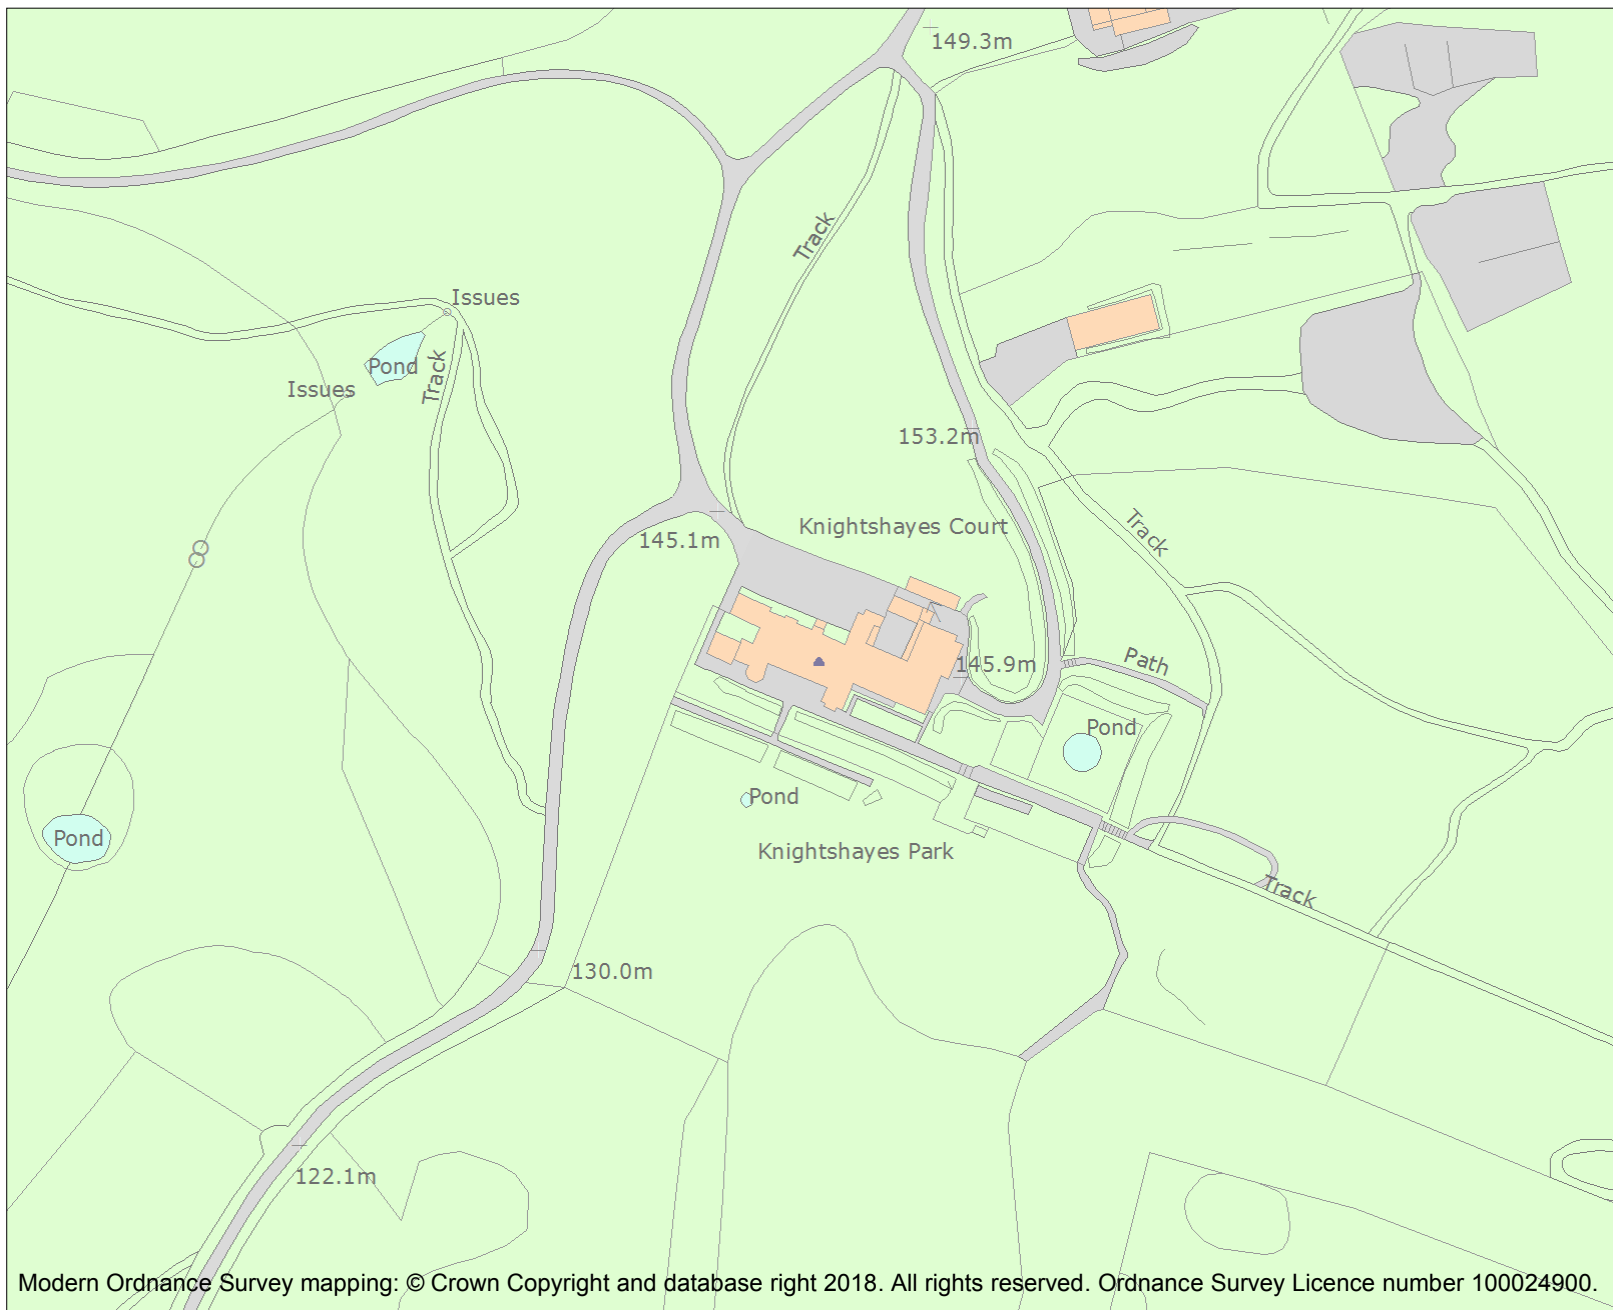 149.3m
Track
Issues
Pond
Track
Issues
153.2m
Knightshayes Court
Track
145.1m
145.9m
Path
Pond
Pond
Pond
Knightshayes Park
Track
130.0m
122.1m
Modern Ordnance Survey mapping: © Crown Copyright and database right 2018. All rights reserved. Ordnance Survey Licence number 100024900.